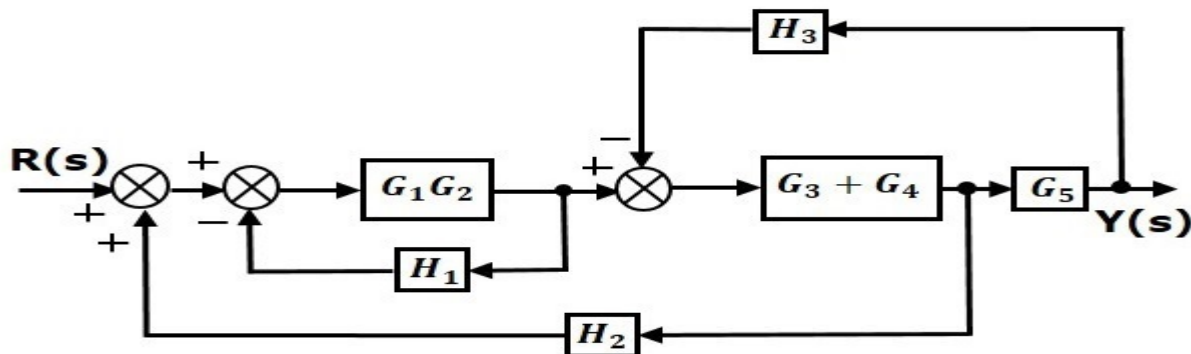 H₃
R(s)
+
+
+
+
−
G₁G₂
H₁
−
+
G₃ + G₄
G₅
Y(s)
H₂